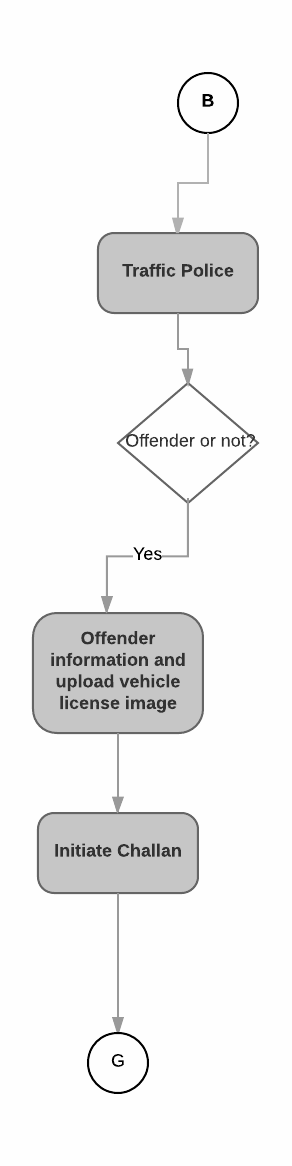 B
Traffic Police
Offender or not?
Yes
Offender
information and
upload vehicle
license image
Initiate Challan
G